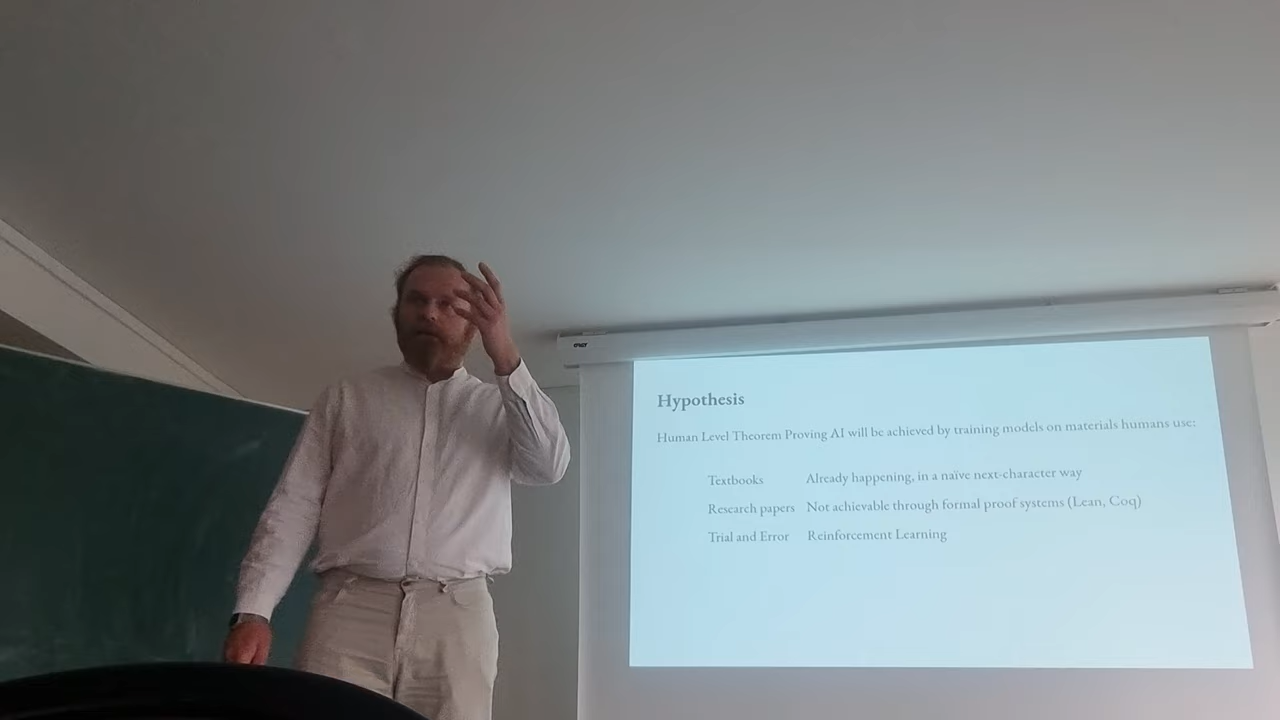 Hypothesis
Human Level Theorem Proving AI will be achieved by training models on materials humans use:
Textbooks Already happening, in a naïve next-character way
Research papers Not achievable through formal proof systems (Lean, Coq)
Trial and Error Reinforcement Learning